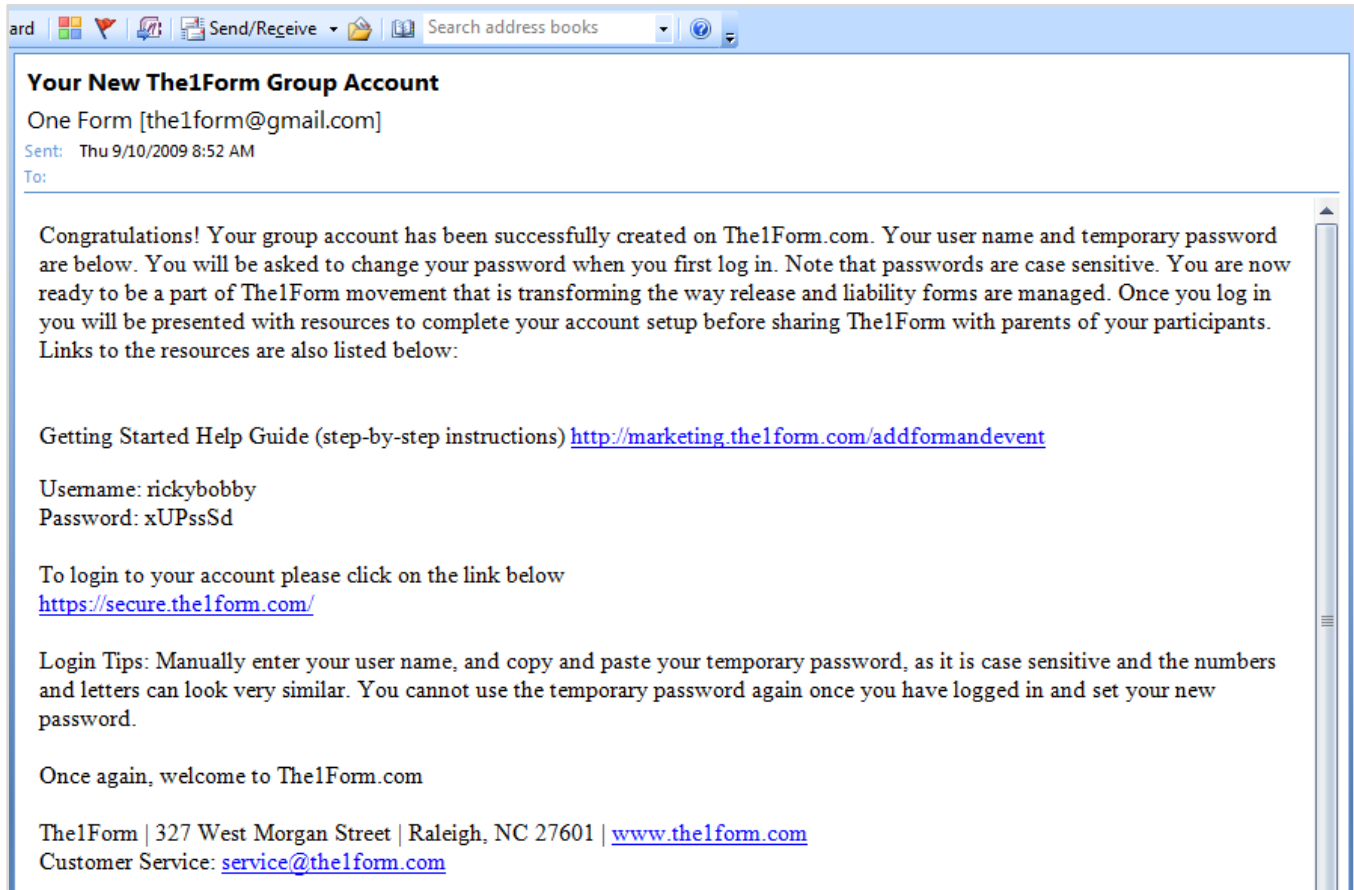 ard Send/Receive Search address books
Your New The1Form Group Account
One Form [the1form@gmail.com]
Sent: Thu 9/10/2009 8:52 AM
To:
Congratulations! Your group account has been successfully created on The1Form.com. Your user name and temporary password
are below. You will be asked to change your password when you first log in. Note that passwords are case sensitive. You are now
ready to be a part of The1Form movement that is transforming the way release and liability forms are managed. Once you log in
you will be presented with resources to complete your account setup before sharing The1Form with parents of your participants.
Links to the resources are also listed below:
Getting Started Help Guide (step-by-step instructions) http://marketing.the1form.com/addformandevent
Username: rickybobby
Password: xUPssSd
To login to your account please click on the link below
https://secure.the1form.com/
Login Tips: Manually enter your user name, and copy and paste your temporary password, as it is case sensitive and the numbers
and letters can look very similar. You cannot use the temporary password again once you have logged in and set your new
password.
Once again, welcome to The1Form.com
The1Form | 327 West Morgan Street | Raleigh, NC 27601 | www.the1form.com
Customer Service: service@the1form.com